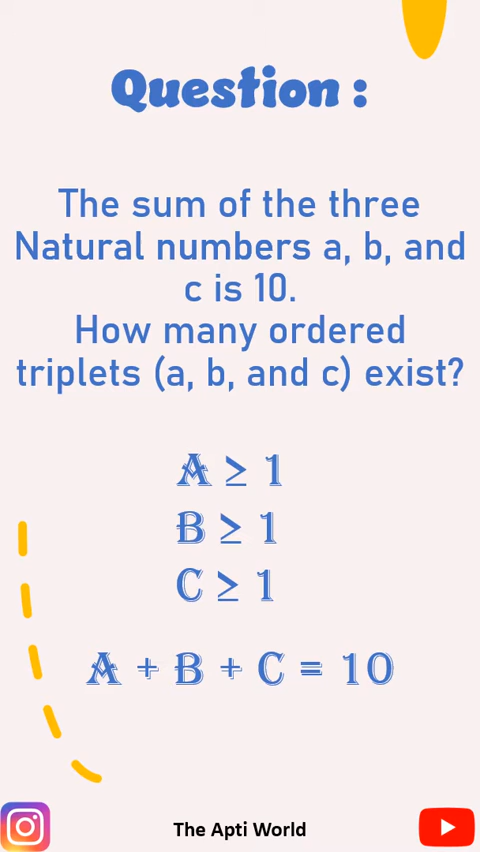 Question :
The sum of the three
Natural numbers a, b, and
c is 10.
How many ordered
triplets (a, b, and c) exist?
A ≥ 1
B ≥ 1
C ≥ 1
A + B + C = 10
The Apti World